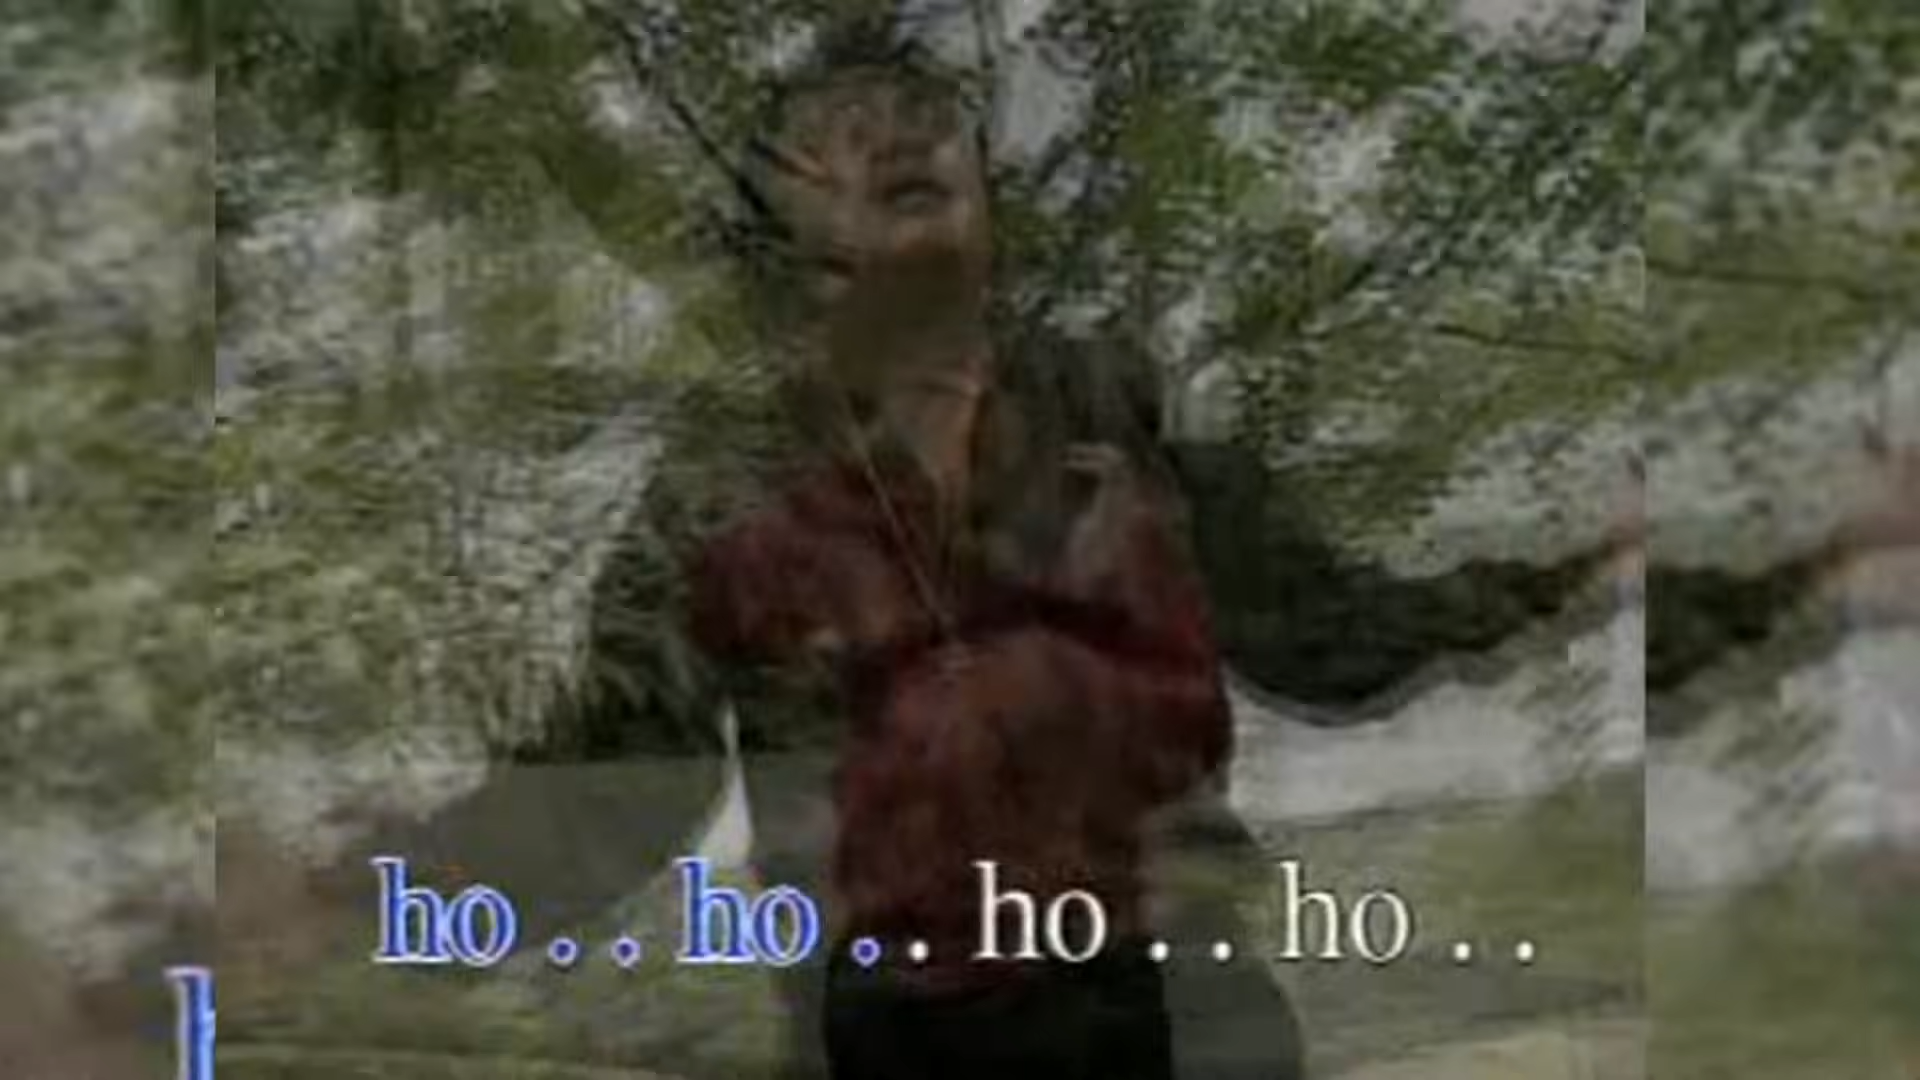 ho . . ho . . ho . . ho . .